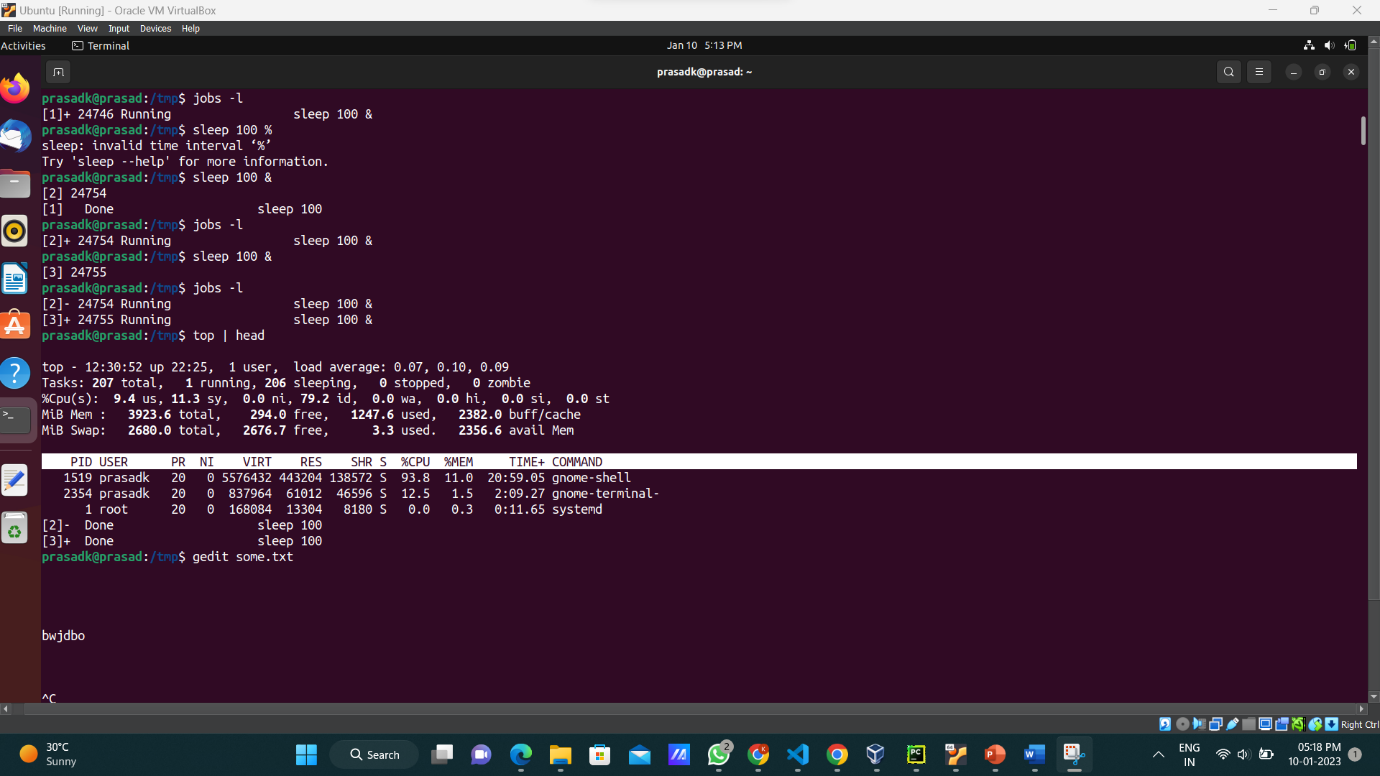 Ubuntu [Running] - Oracle VM VirtualBox
File Machine View Input Devices Help
Activities Terminal Jan 10 5:13 PM
prasadk@prasad: ~
prasadk@prasad:/tmp$ jobs -l
[1]+ 24746 Running                 sleep 100 &
prasadk@prasad:/tmp$ sleep 100 %
sleep: invalid time interval ‘%’
Try 'sleep --help' for more information.
prasadk@prasad:/tmp$ sleep 100 &
[2] 24754
[1]   Done                    sleep 100
prasadk@prasad:/tmp$ jobs -l
[2]+ 24754 Running                 sleep 100 &
prasadk@prasad:/tmp$ sleep 100 &
[3] 24755
prasadk@prasad:/tmp$ jobs -l
[2]- 24754 Running                 sleep 100 &
[3]+ 24755 Running                 sleep 100 &
prasadk@prasad:/tmp$ top | head
top - 12:30:52 up 22:25,  1 user,  load average: 0.07, 0.10, 0.09
Tasks: 207 total,   1 running, 206 sleeping,   0 stopped,   0 zombie
%Cpu(s):  9.4 us, 11.3 sy,  0.0 ni, 79.2 id,  0.0 wa,  0.0 hi,  0.0 si,  0.0 st
MiB Mem :   3923.6 total,    294.0 free,   1247.6 used,   2382.0 buff/cache
MiB Swap:   2680.0 total,   2676.7 free,      3.3 used.   2356.6 avail Mem
    PID USER      PR  NI    VIRT    RES    SHR S  %CPU  %MEM     TIME+ COMMAND
   1519 prasadk   20   0 5576432 443204 138572 S  93.8  11.0  20:59.05 gnome-shell
   2354 prasadk   20   0  837964  61012  46596 S  12.5   1.5   2:09.27 gnome-terminal-
      1 root      20   0  168084  13304   8180 S   0.0   0.3   0:11.65 systemd
[2]-  Done                    sleep 100
[3]+  Done                    sleep 100
prasadk@prasad:/tmp$ gedit some.txt
bwjdbo
^C
Right Ctrl
30°C
Sunny
Search
2
ENG
IN
05:18 PM
10-01-2023
1